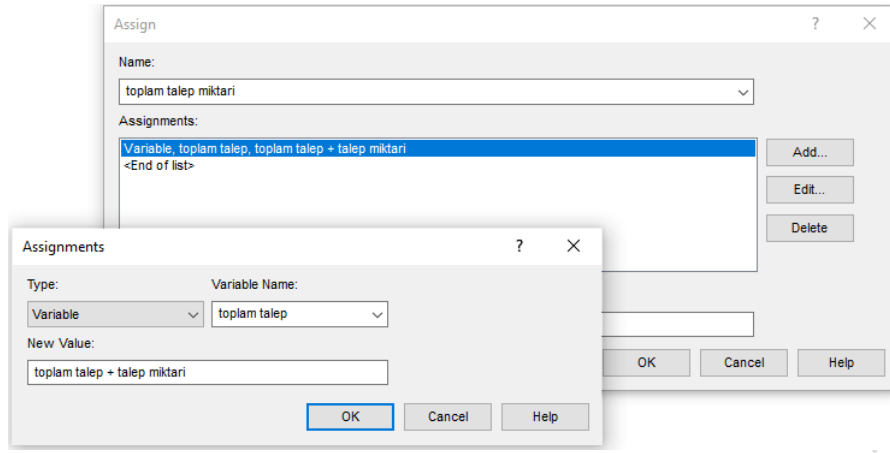 Assign
?
Name:
toplam talep miktari
Assignments:
Variable, toplam talep, toplam talep + talep miktari
<End of list>
Add...
Edit...
Delete
OK
Cancel
Help
Assignments
?
Type:
Variable Name:
Variable
toplam talep
New Value:
toplam talep + talep miktari
OK
Cancel
Help